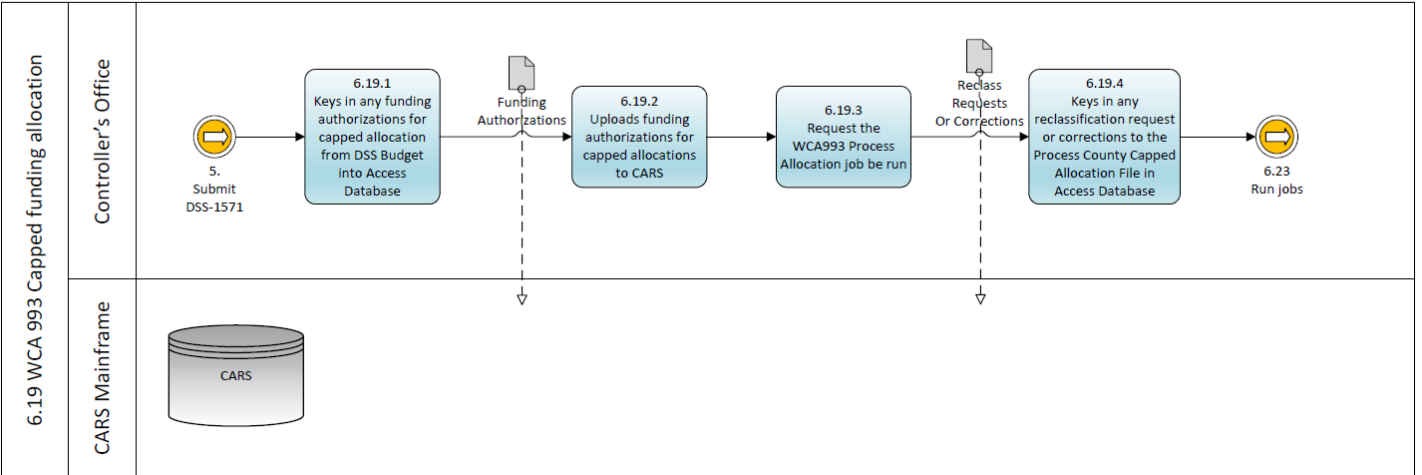 6.19 WCA 993 Capped funding allocation
Controller's Office
5.
Submit
DSS-1571
6.19.1
Keys in any funding
authorizations for
capped allocation
from DSS Budget
into Access
Database
Funding
Authorizations
6.19.2
Uploads funding
authorizations for
capped allocations
to CARS
6.19.3
Request the
WCA993 Process
Allocation job be run
Reclass
Requests
Or Corrections
6.19.4
Keys in any
reclassification request
or corrections to the
Process County Capped
Allocation File in
Access Database
6.23
Run jobs
CARS Mainframe
CARS